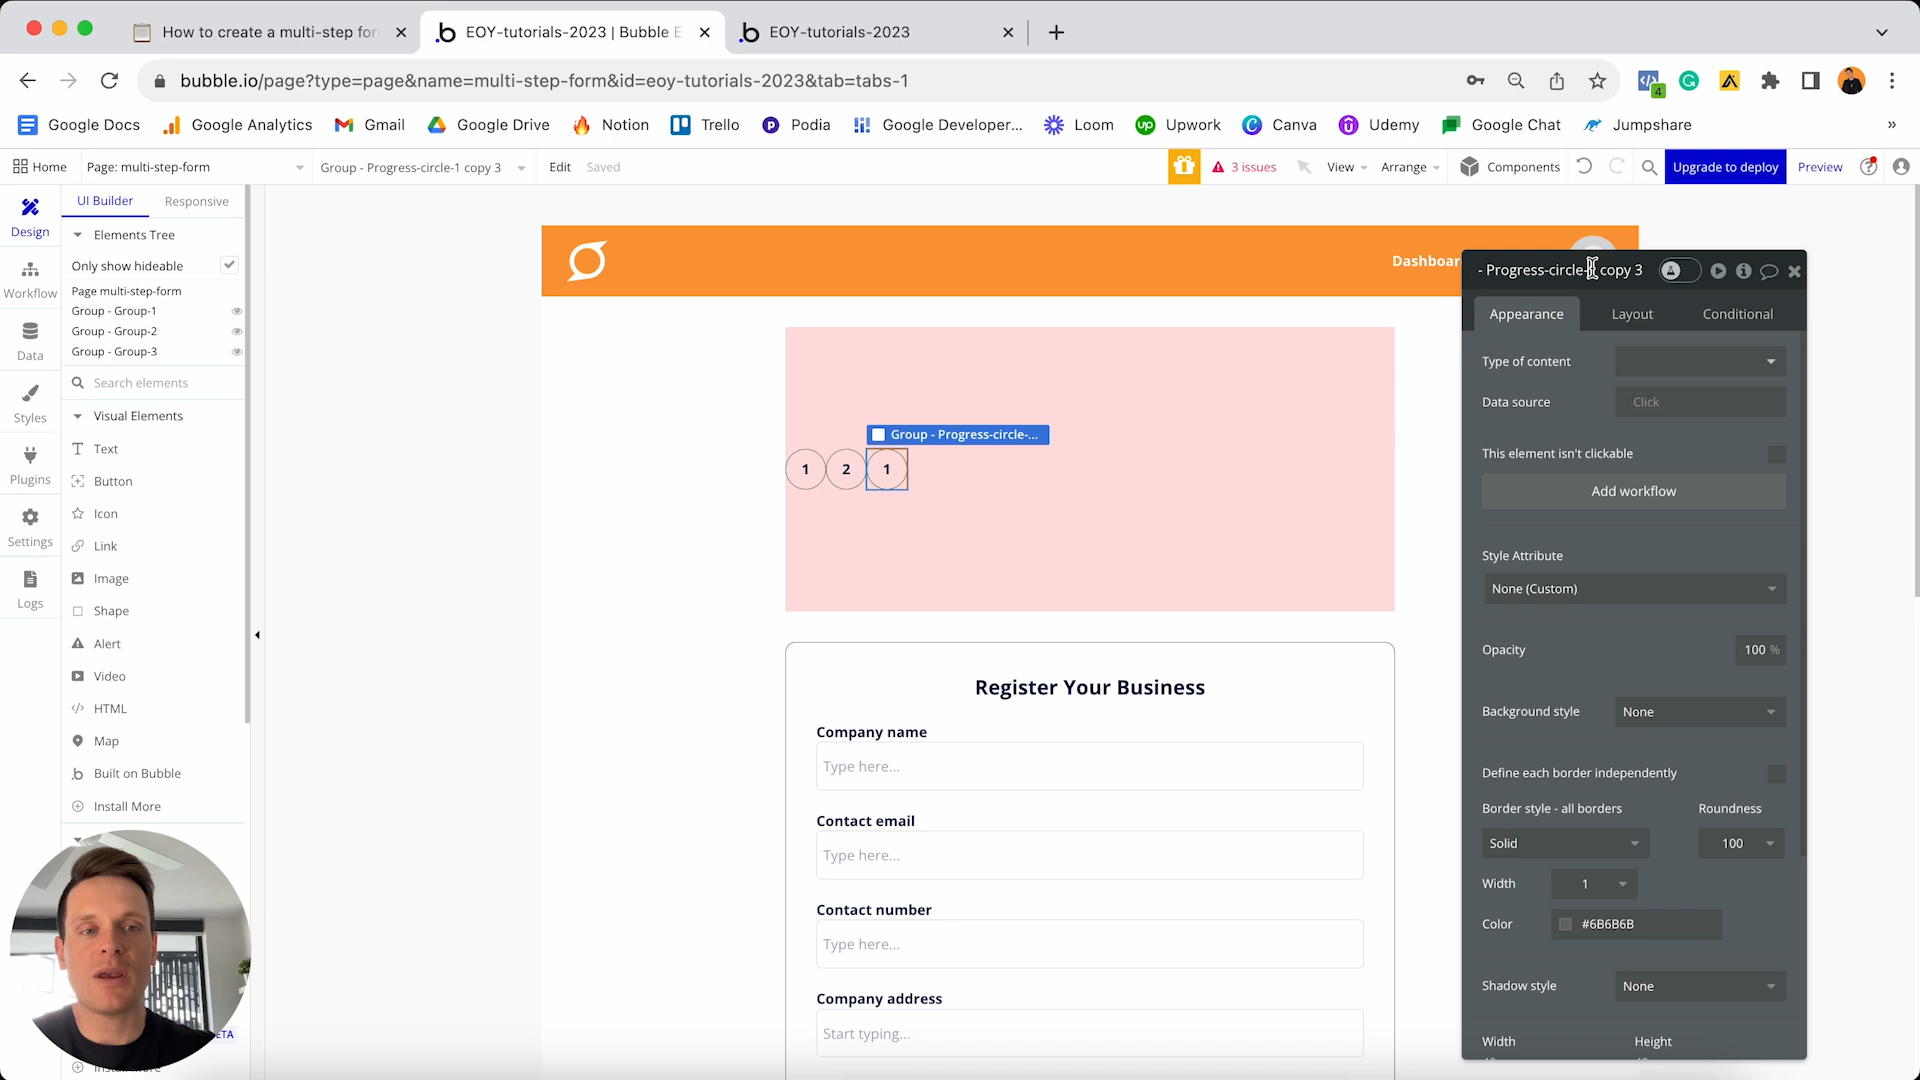 How to create a multi-step for
EOY-tutorials-2023 | Bubble E
EOY-tutorials-2023
bubble.io/page?type=page&name=multi-step-form&id=eoy-tutorials-2023&tab=tabs-1
4
Google Docs
Google Analytics
Gmail
Google Drive
Notion
Trello
Podia
Google Developer...
Loom
Upwork
Canva
Udemy
Google Chat
Jumpshare
»
Home
Page: multi-step-form
Group - Progress-circle-1 copy 3
Edit
Saved
3 issues
View
Arrange
Components
Upgrade to deploy
Preview
Design
Workflow
Data
Styles
Plugins
Settings
Logs
UI Builder
Responsive
Elements Tree
Only show hideable
Page multi-step-form
Group - Group-1
Group - Group-2
Group - Group-3
Search elements
Visual Elements
Text
Button
Icon
Link
Image
Shape
Alert
Video
HTML
Map
Built on Bubble
Install More
ETA
Dashboar
Group - Progress-circle-...
1
2
1
Register Your Business
Company name
Type here...
Contact email
Type here...
Contact number
Type here...
Company address
Start typing...
- Progress-circle- copy 3
Appearance
Layout
Conditional
Type of content
Data source
Click
This element isn't clickable
Add workflow
Style Attribute
None (Custom)
Opacity
100 %
Background style
None
Define each border independently
Border style - all borders
Roundness
Solid
100
Width
1
Color
#6B6B6B
Shadow style
None
Width
Height